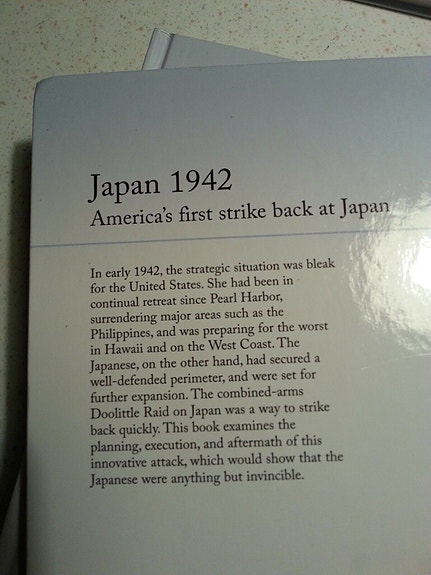 Japan 1942
America's first strike back at Japan
In early 1942, the strategic situation was bleak
for the United States. She had been in
continual retreat since Pearl Harbor,
surrendering major areas such as the
Philippines, and was preparing for the worst
in Hawaii and on the West Coast. The
Japanese, on the other hand, had secured a
well-defended perimeter, and were set for
further expansion. The combined-arms
Doolittle Raid on Japan was a way to strike
back quickly. This book examines the
planning, execution, and aftermath of this
innovative attack, which would show that the
Japanese were anything but invincible.